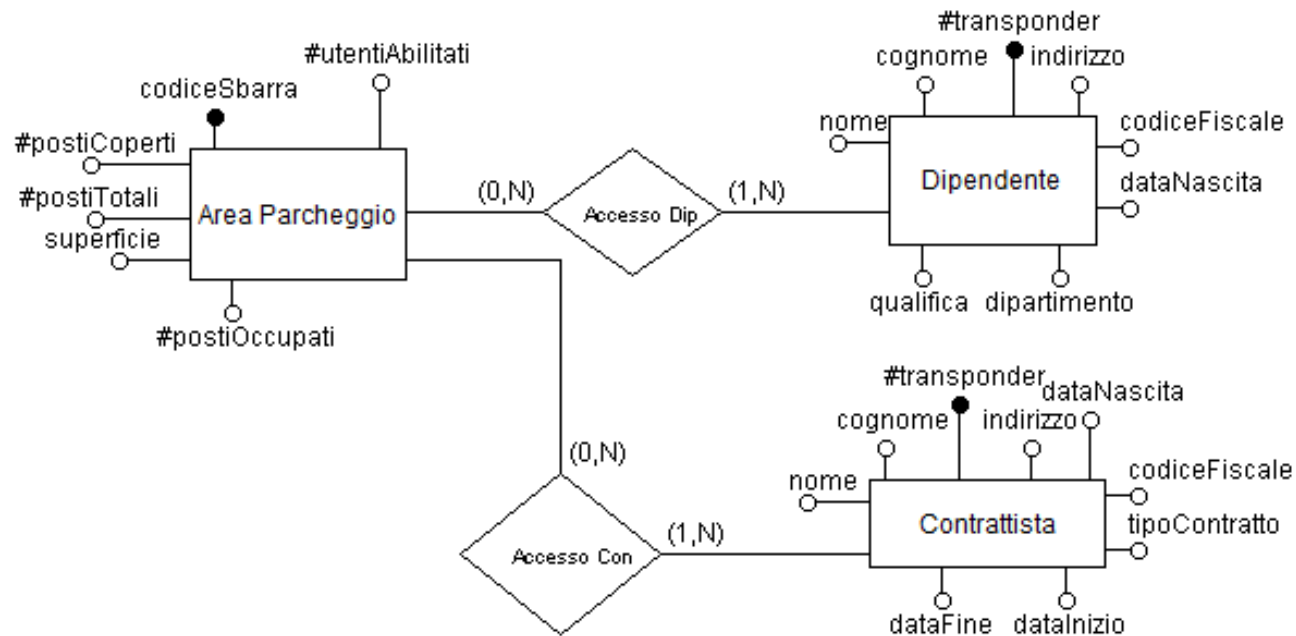 #utentiAbilitati
codiceSbarra
#postiCoperti
#postiTotali
superficie
Area Parcheggio
#postiOccupati
(0,N)
Accesso Dip
(1,N)
#transponder
cognome
indirizzo
nome
codiceFiscale
Dipendente
dataNascita
qualifica
dipartimento
(0,N)
Accesso Con
(1,N)
#transponder
dataNascita
cognome
indirizzo
nome
codiceFiscale
Contrattista
tipoContratto
dataFine
dataInizio